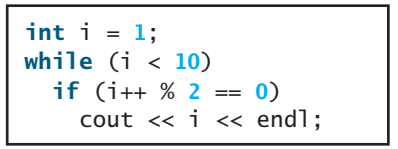 int i = 1;
while (i < 10)
  if (i++ % 2 == 0)
    cout << i << endl;